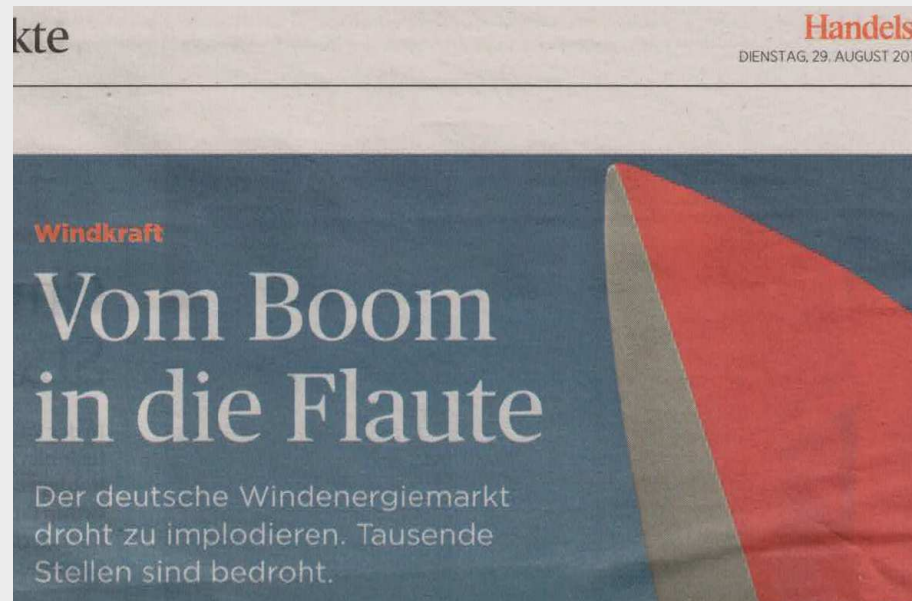 kte
Handels
DIENSTAG, 29. AUGUST 201
Windkraft
Vom Boom
in die Flaute
Der deutsche Windenergiemarkt
droht zu implodieren. Tausende
Stellen sind bedroht.